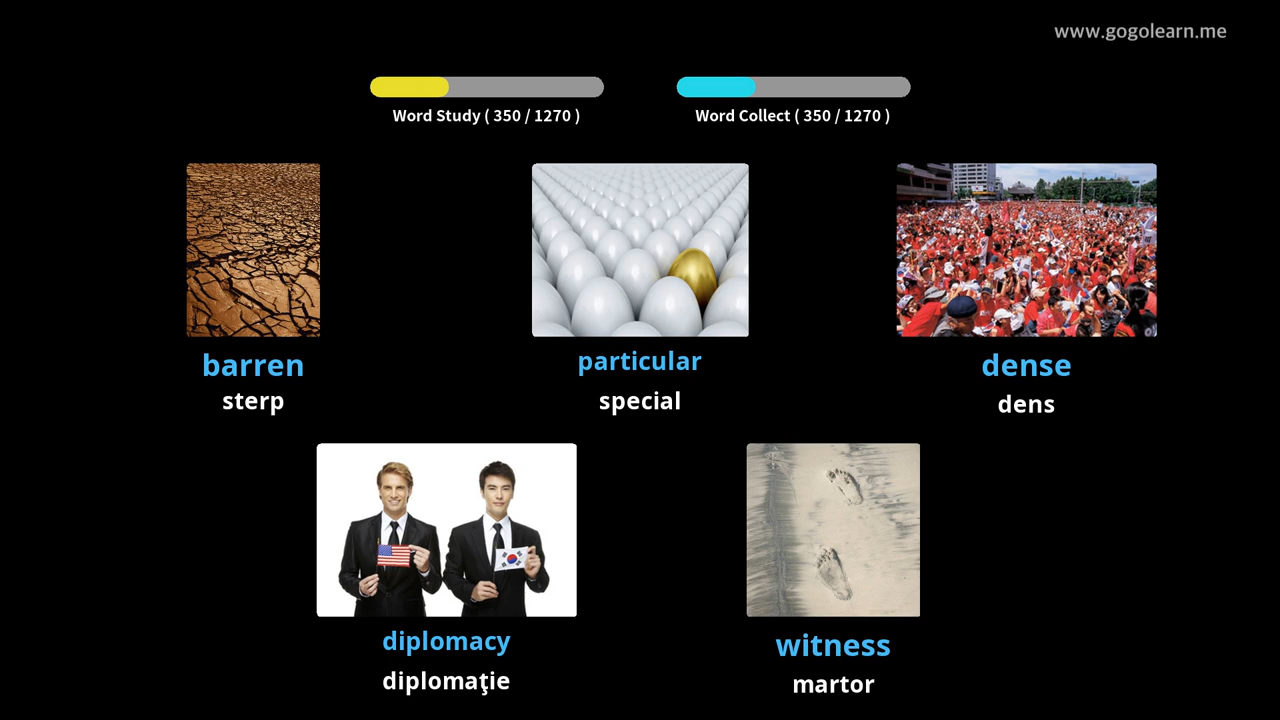 www.gogolearn.me
Word Study ( 350 / 1270 )
Word Collect ( 350 / 1270 )
barren
sterp
particular
special
dense
dens
diplomacy
diplomaţie
witness
martor